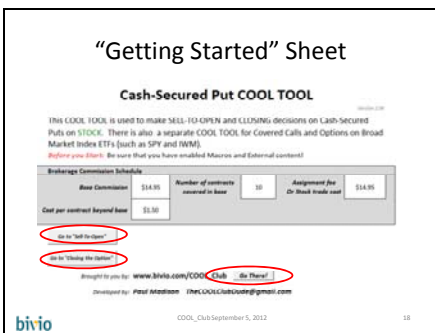 “Getting Started” Sheet
Cash-Secured Put COOL TOOL
This COOL TOOL is used to make SELL-TO-OPEN and CLOSING decisions on Cash-Secured
Puts on STOCK. There is also a separate COOL TOOL for Covered Calls and Options on Broad
Market Index ETFs (such as SPY and IWM).
Before you Start: Be sure that you have enabled Macros and External content!
Brokerage Commission Schedule
Base Commission $14.95 Number of contracts covered in base 10 Assignment fee Or Stock trade cost $14.95
Cost per contract beyond base $1.50
Go to "Sell To-Open"
Go to "Closing the Option"
Brought to you by: www.bivio.com/COOL_Club Go There!
Developed by: Paul Madison TheCOOLClubDude@gmail.com
bivio COOL_Club September 5, 2012 18